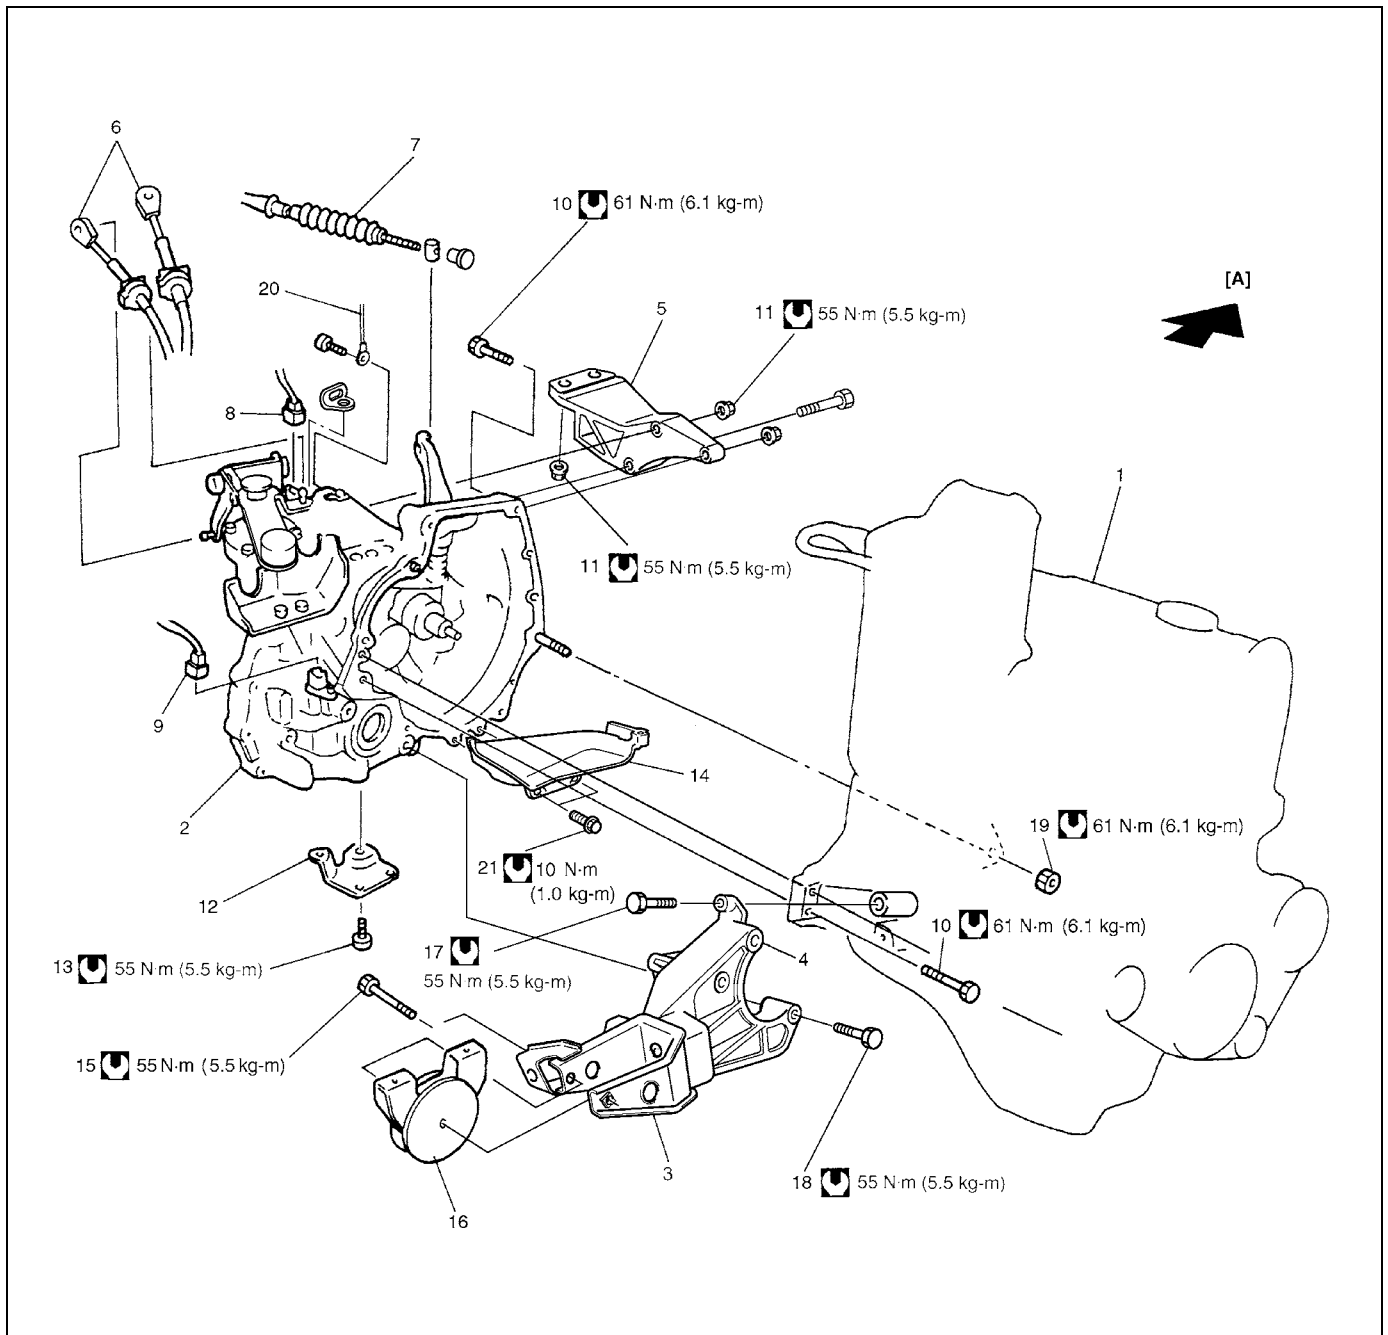 6
7
10 61 N·m (6.1 kg-m)
[A]
20
5
11 55 N·m (5.5 kg-m)
8
1
11 55 N·m (5.5 kg-m)
9
14
2
19 61 N·m (6.1 kg-m)
21 10 N·m
(1.0 kg-m)
12
10 61 N·m (6.1 kg-m)
17
4
13 55 N·m (5.5 kg-m)
55 N·m (5.5 kg-m)
15 55 N·m (5.5 kg-m)
3
18 55 N·m (5.5 kg-m)
16